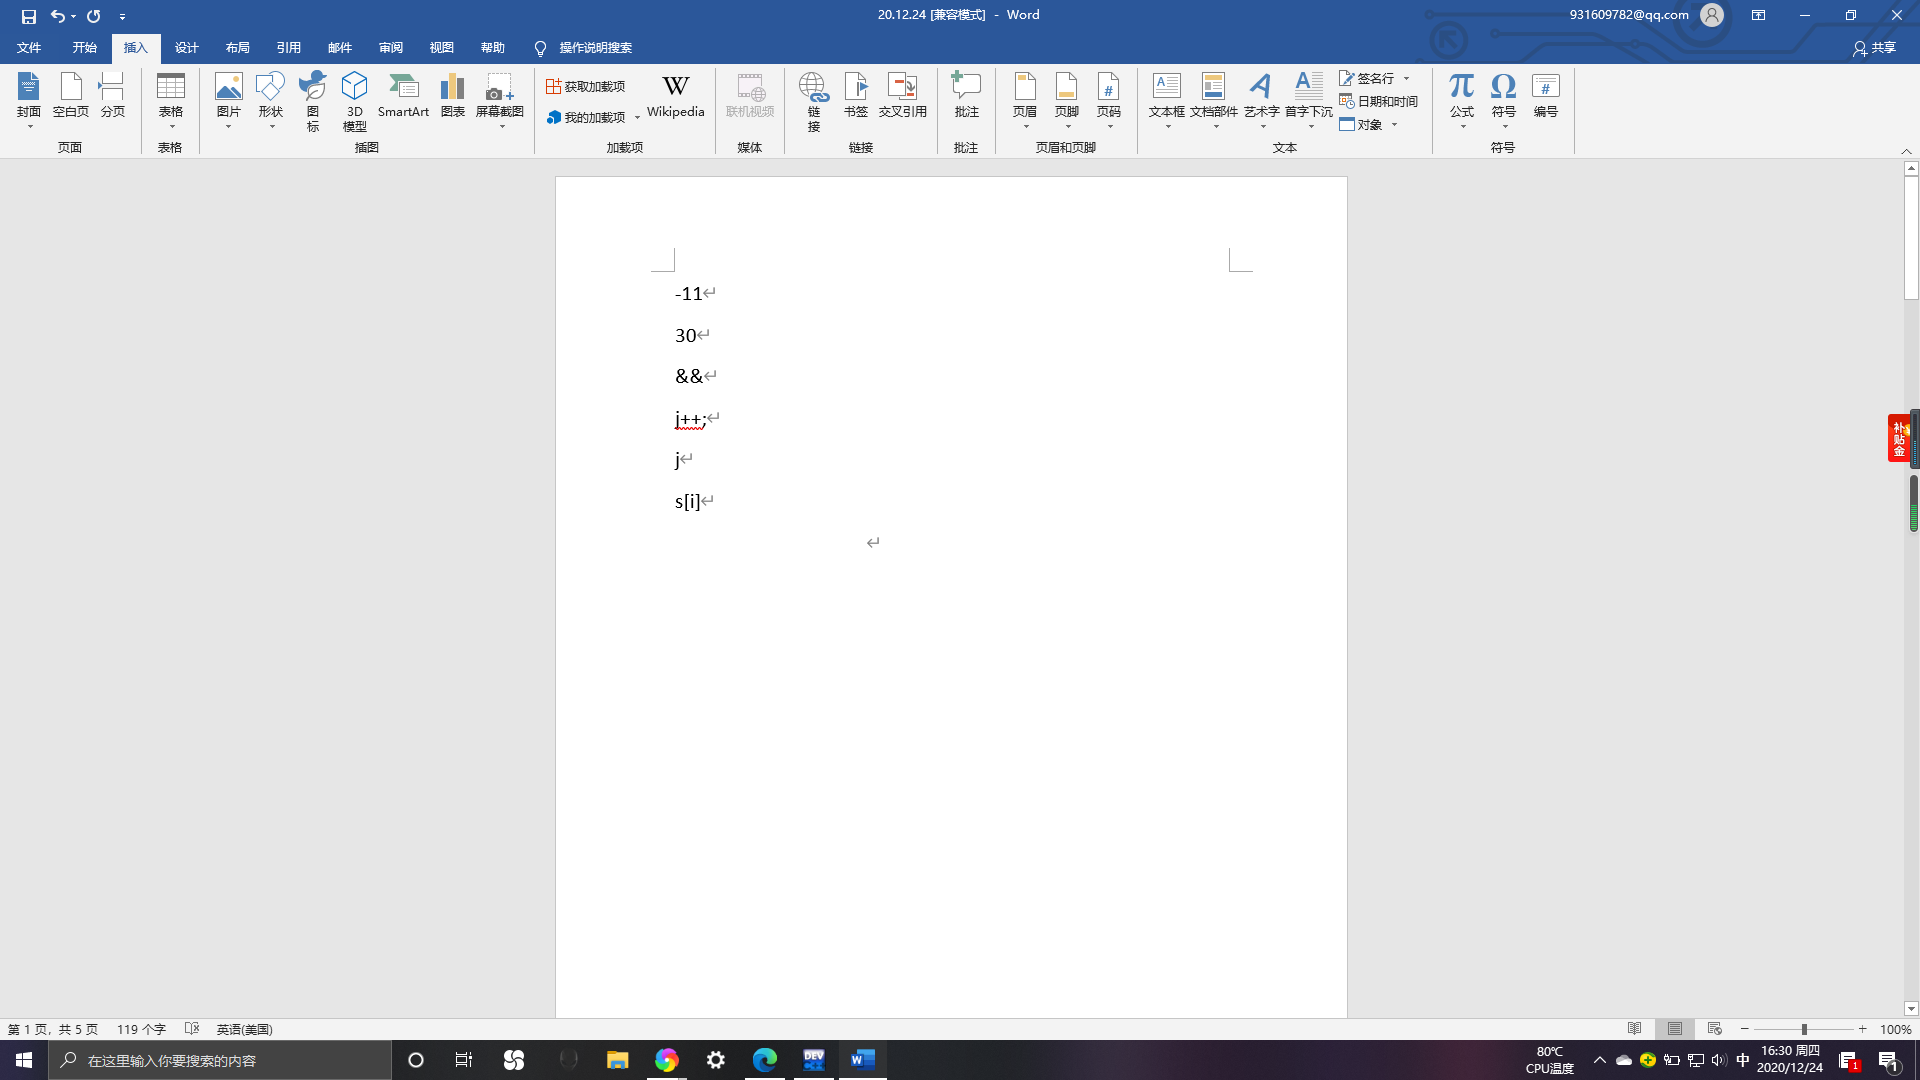 20.12.24 [兼容模式] - Word
931609782@qq.com
文件 开始 插入 设计 布局 引用 邮件 审阅 视图 帮助 操作说明搜索 共享
封面 空白页 分页 表格 图片 形状 图标 3D模型 SmartArt 图表 屏幕截图 获取加载项 我的加载项 Wikipedia 联机视频 链接 书签 交叉引用 批注 页眉 页脚 页码 文本框 文档部件 艺术字 首字下沉 签名行 日期和时间 对象 公式 符号 编号
页面 表格 插图 加载项 媒体 链接 批注 页眉和页脚 文本 符号
-11
30
&&
j++;
j
s[i]
补贴金
第 1 页，共 5 页 119 个字 英语(美国) 100%
在这里输入你要搜索的内容
DEV C++
80℃
CPU温度
中
16:30 周四
2020/12/24
1
1